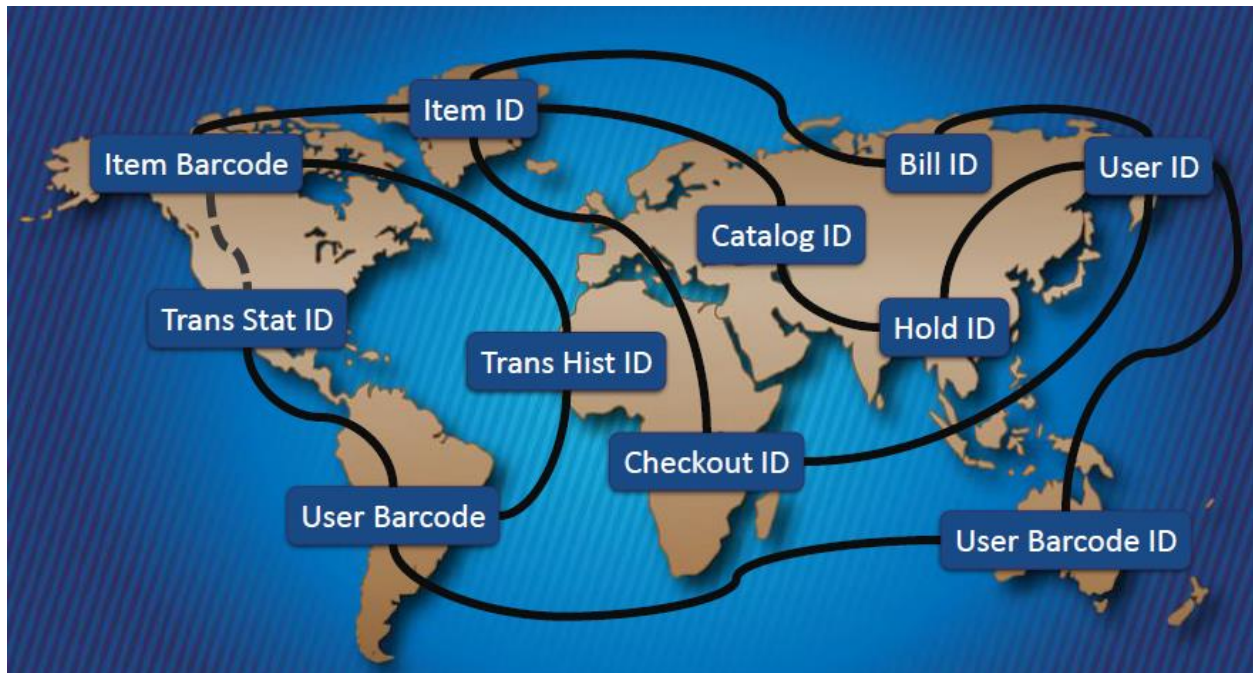 Item ID
Item Barcode
Bill ID
User ID
Catalog ID
Trans Stat ID
Hold ID
Trans Hist ID
Checkout ID
User Barcode
User Barcode ID